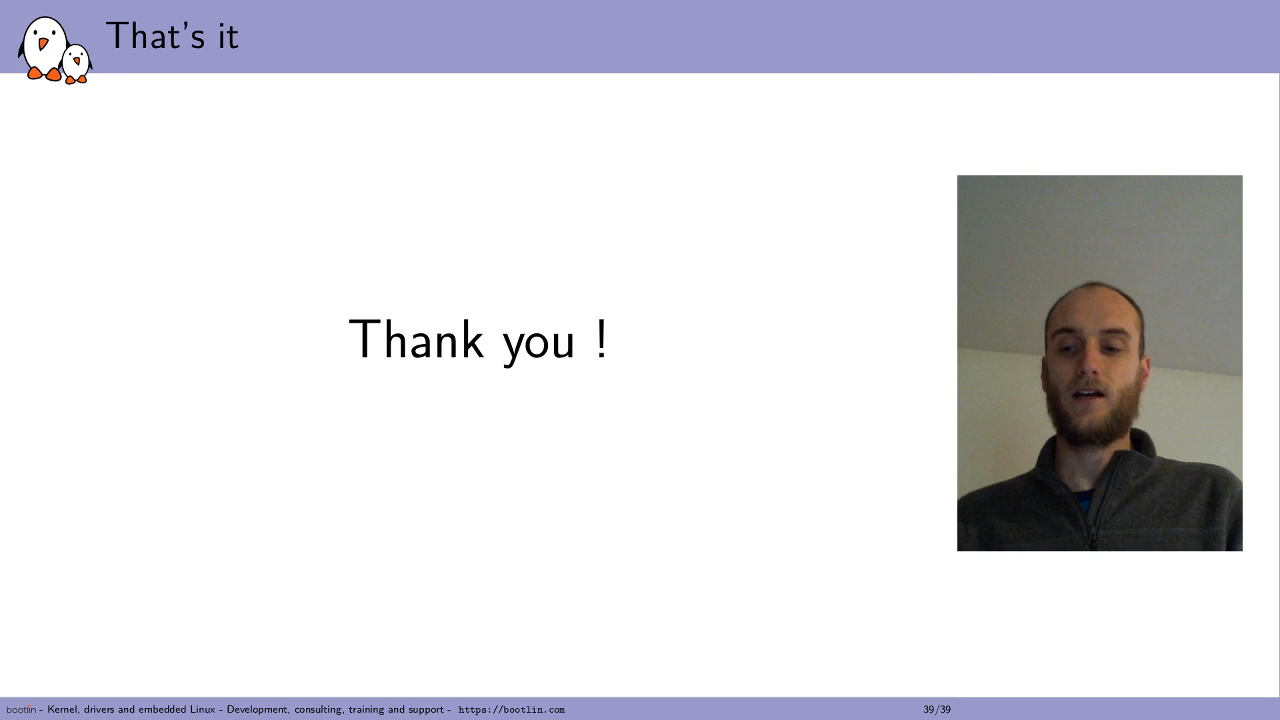 That's it
Thank you !
bootlin - Kernel, drivers and embedded Linux - Development, consulting, training and support - https://bootlin.com
39/39